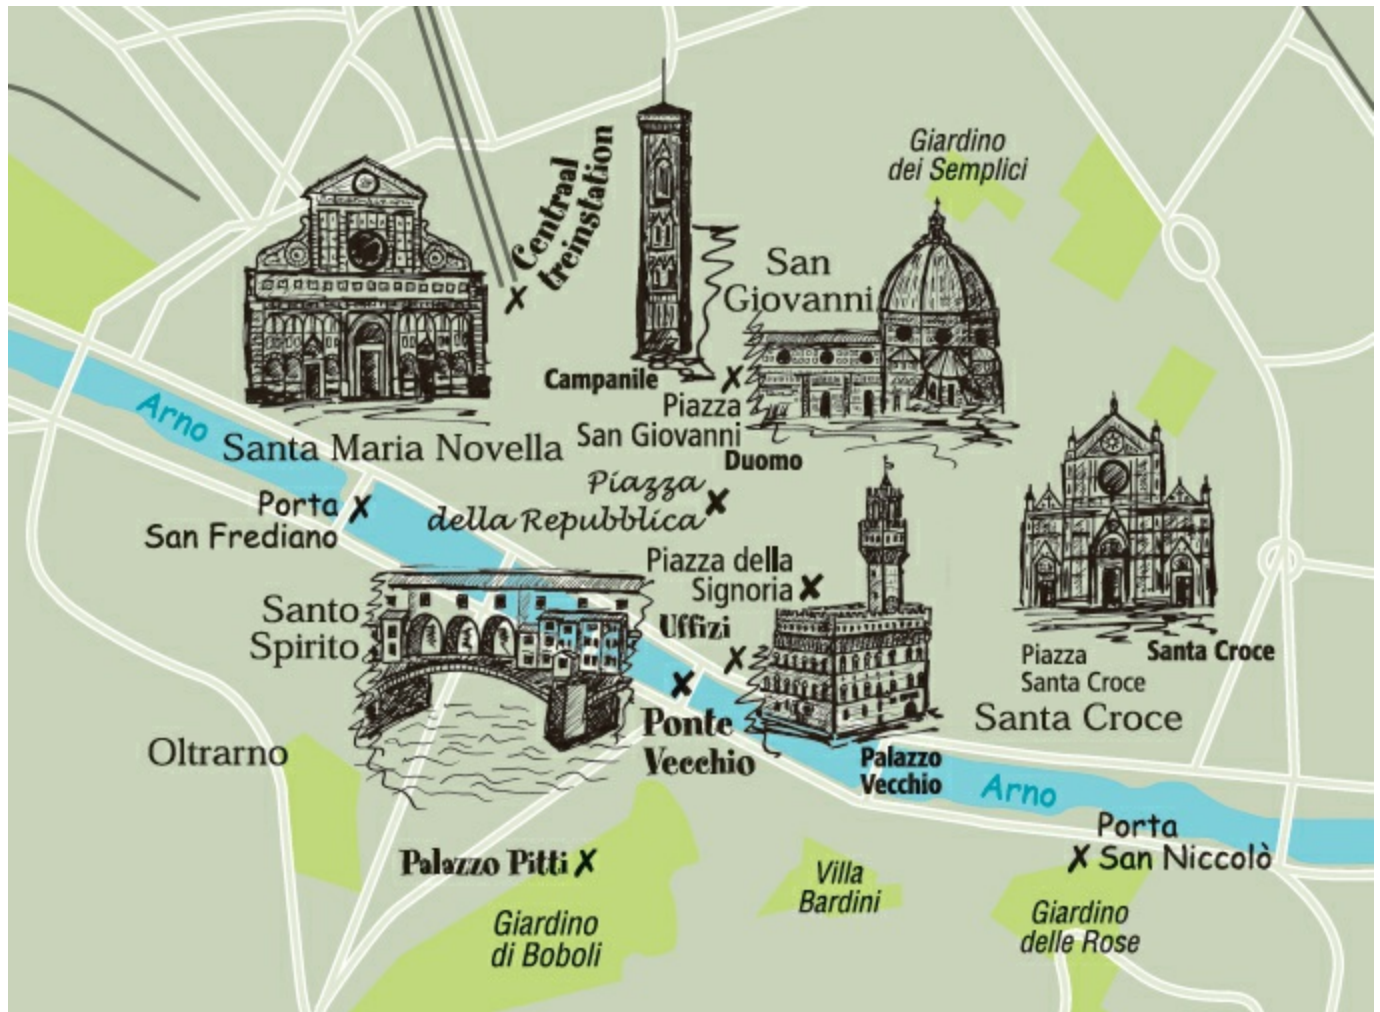 Giardino
dei Semplici
Centraal
treinstation
San
Giovanni
Campanile
Piazza
San Giovanni
Duomo
Arno
Santa Maria Novella
Piazza
della Repubblica
Porta
San Frediano
Piazza della
Signoria
Santo
Spirito
Uffizi
Piazza
Santa Croce
Santa Croce
Santa Croce
Ponte
Vecchio
Oltrarno
Palazzo
Vecchio
Arno
Porta
San Niccolò
Palazzo Pitti
Villa
Bardini
Giardino
di Boboli
Giardino
delle Rose